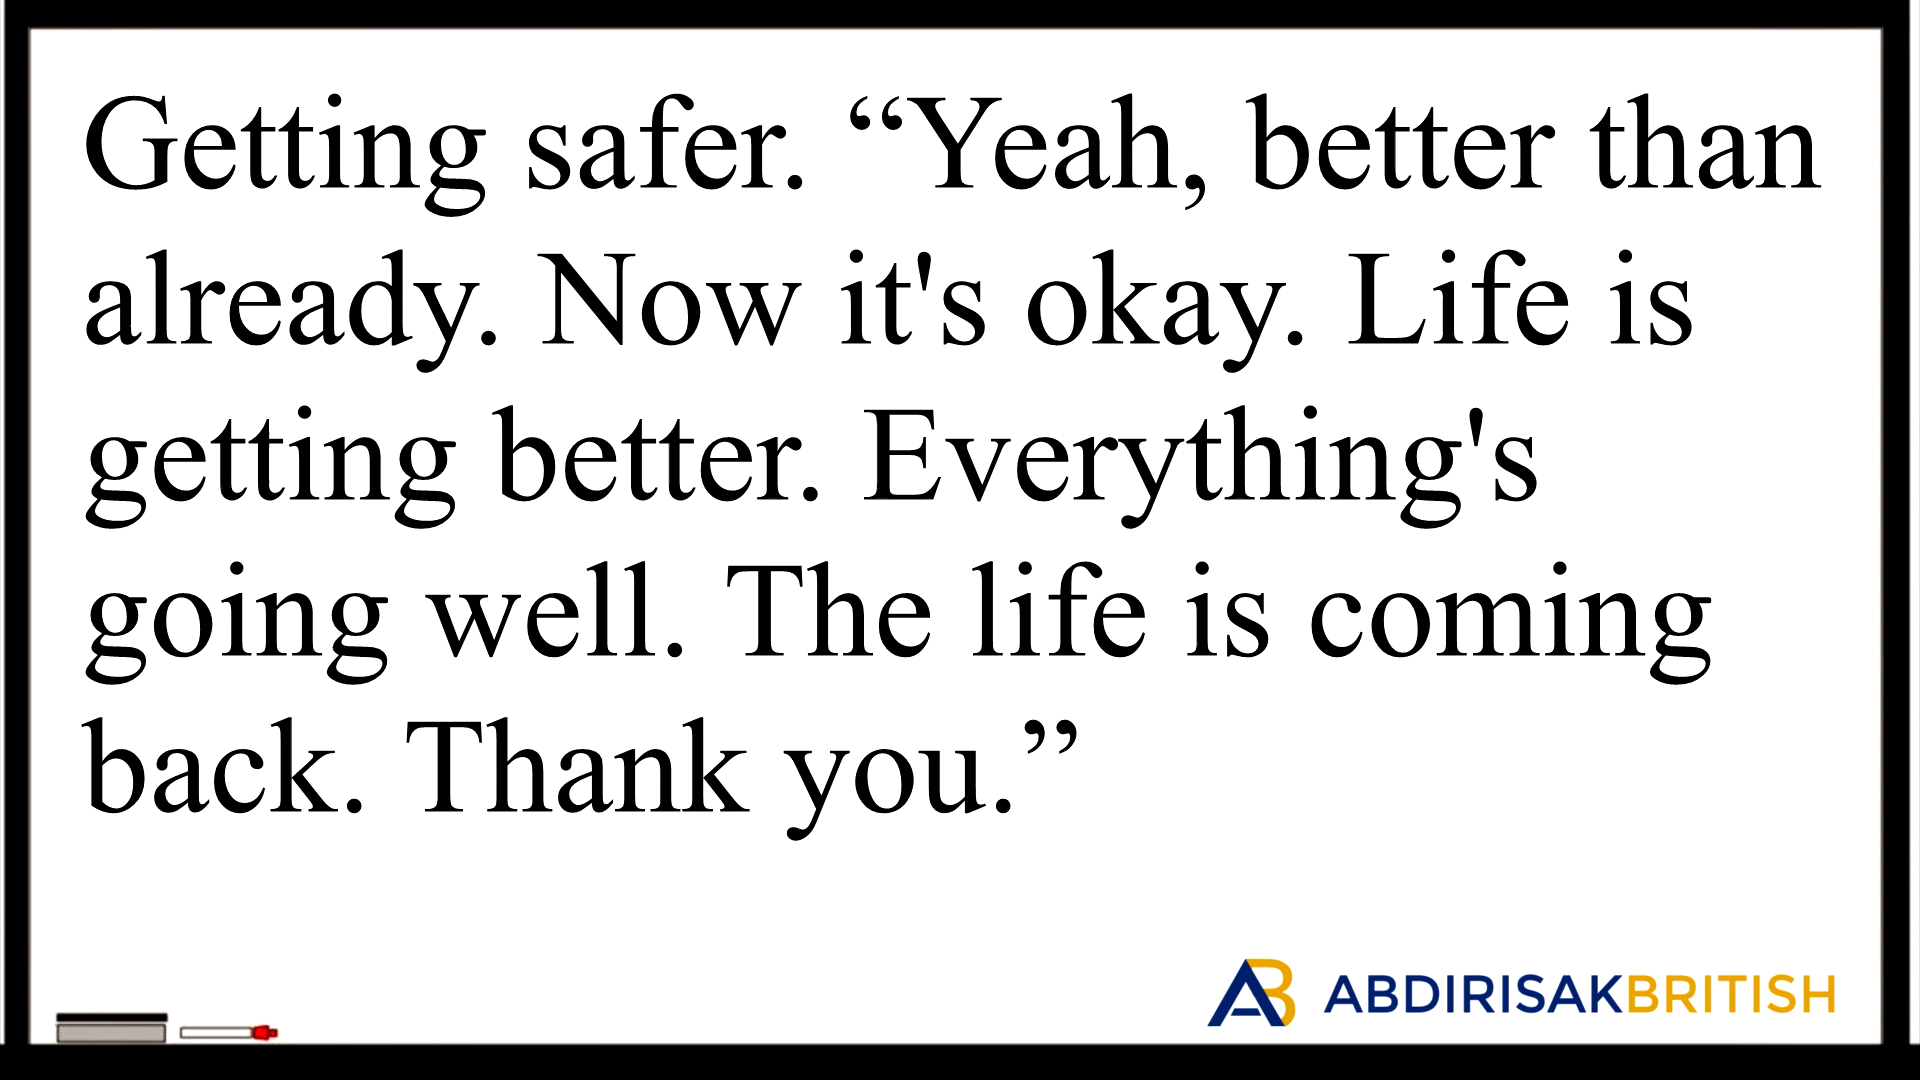 Getting safer. “Yeah, better than
already. Now it's okay. Life is
getting better. Everything's
going well. The life is coming
back. Thank you.”
AB ABDIRISAKBRITISH